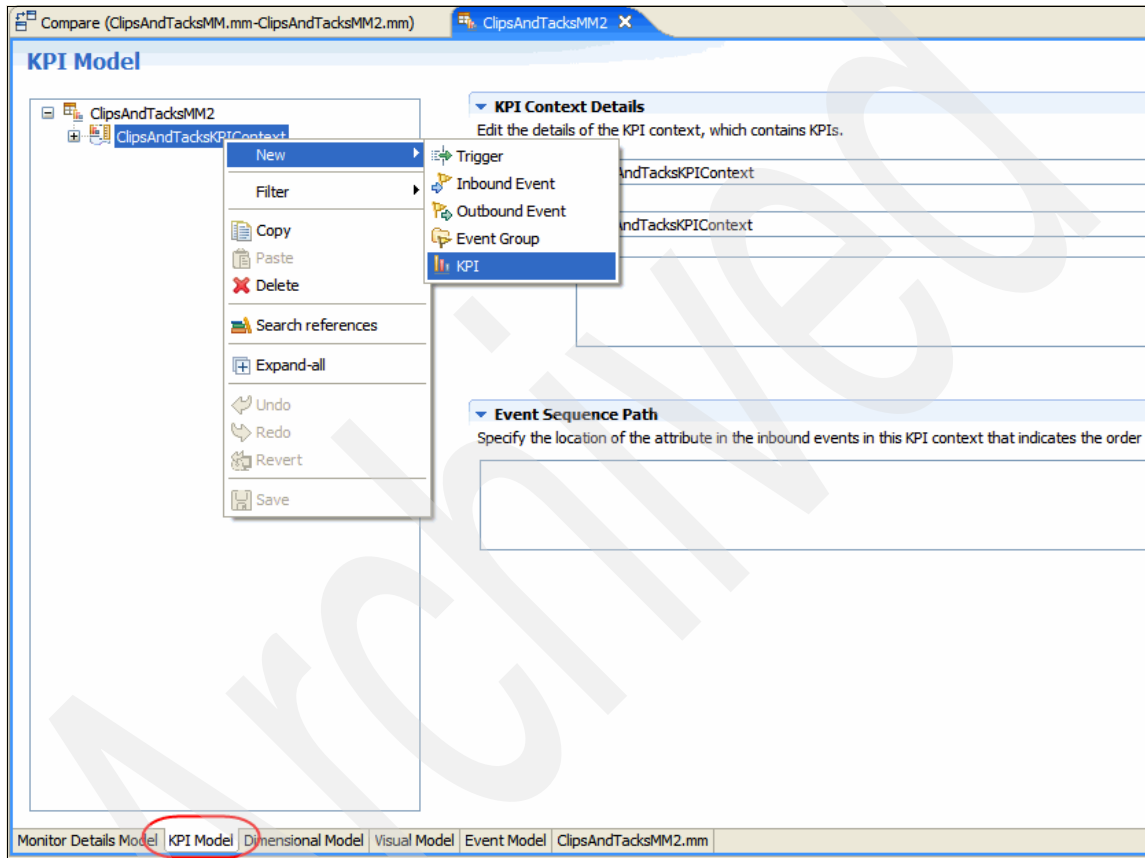 Compare (ClipsAndTacksMM.mm-ClipsAndTacksMM2.mm)
ClipsAndTacksMM2
KPI Model
ClipsAndTacksMM2
ClipsAndTacksKPIContext
New
Filter
Copy
Paste
Delete
Search references
Expand-all
Undo
Redo
Revert
Save
Trigger
Inbound Event
Outbound Event
Event Group
KPI
KPI Context Details
Edit the details of the KPI context, which contains KPIs.
AndTacksKPIContext
AndTacksKPIContext
Event Sequence Path
Specify the location of the attribute in the inbound events in this KPI context that indicates the order
Monitor Details Model KPI Model Dimensional Model Visual Model Event Model ClipsAndTacksMM2.mm
Archived